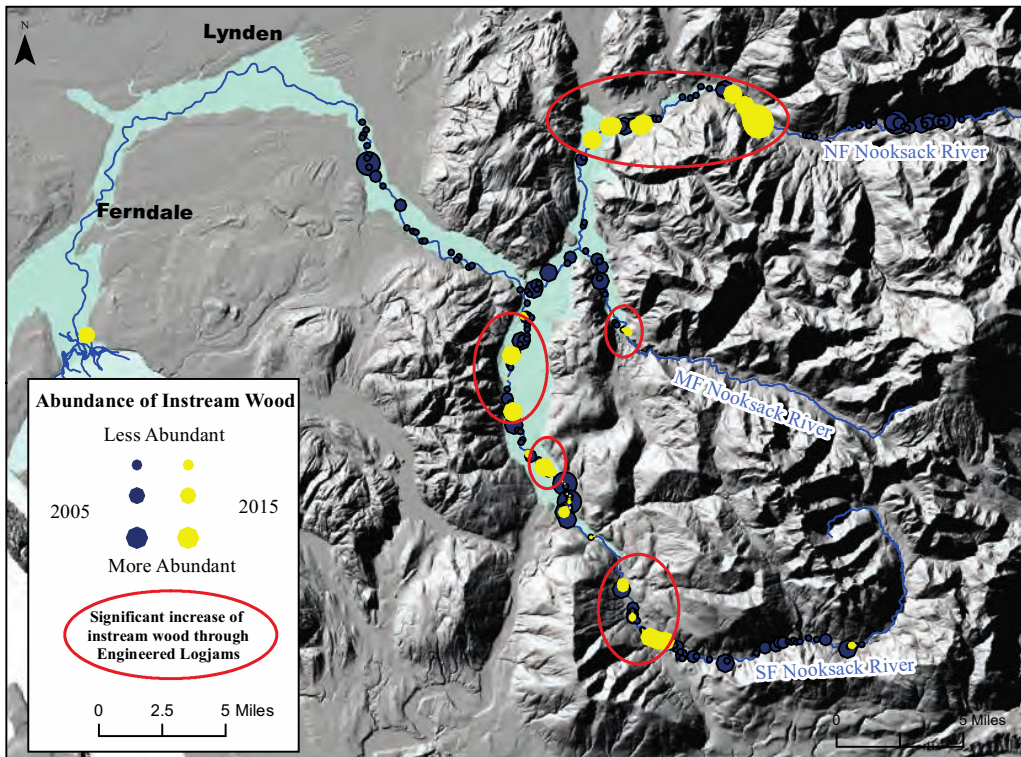 N
Lynden
Ferndale
NF Nooksack River
MF Nooksack River
SF Nooksack River
Abundance of Instream Wood
Less Abundant
2005
2015
More Abundant
Significant increase of
instream wood through
Engineered Logjams
0 2.5 5 Miles
0 5 Miles